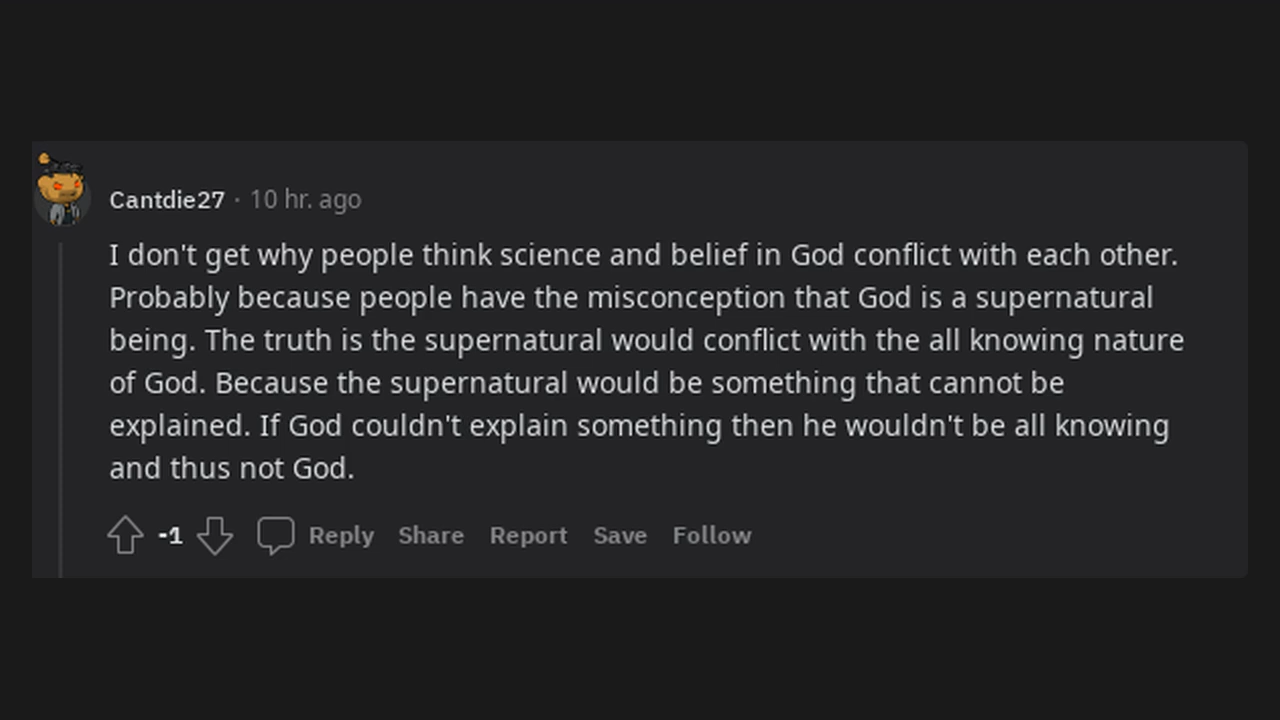 Cantdie27 · 10 hr. ago
I don't get why people think science and belief in God conflict with each other.
Probably because people have the misconception that God is a supernatural
being. The truth is the supernatural would conflict with the all knowing nature
of God. Because the supernatural would be something that cannot be
explained. If God couldn't explain something then he wouldn't be all knowing
and thus not God.
-1 Reply Share Report Save Follow